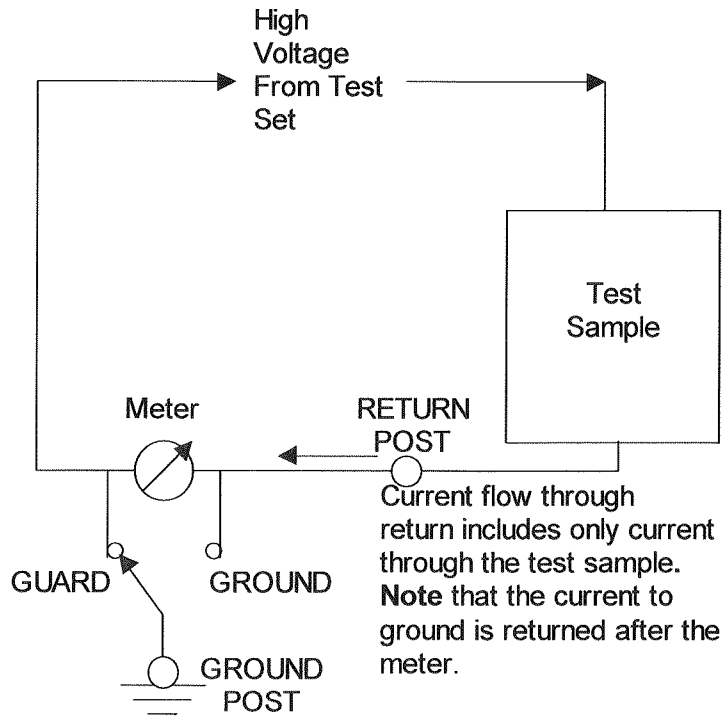 High
Voltage
From Test
Set
Test
Sample
Meter
RETURN
POST
Current flow through
return includes only current
through the test sample.
Note that the current to
ground is returned after the
meter.
GUARD
GROUND
GROUND
POST